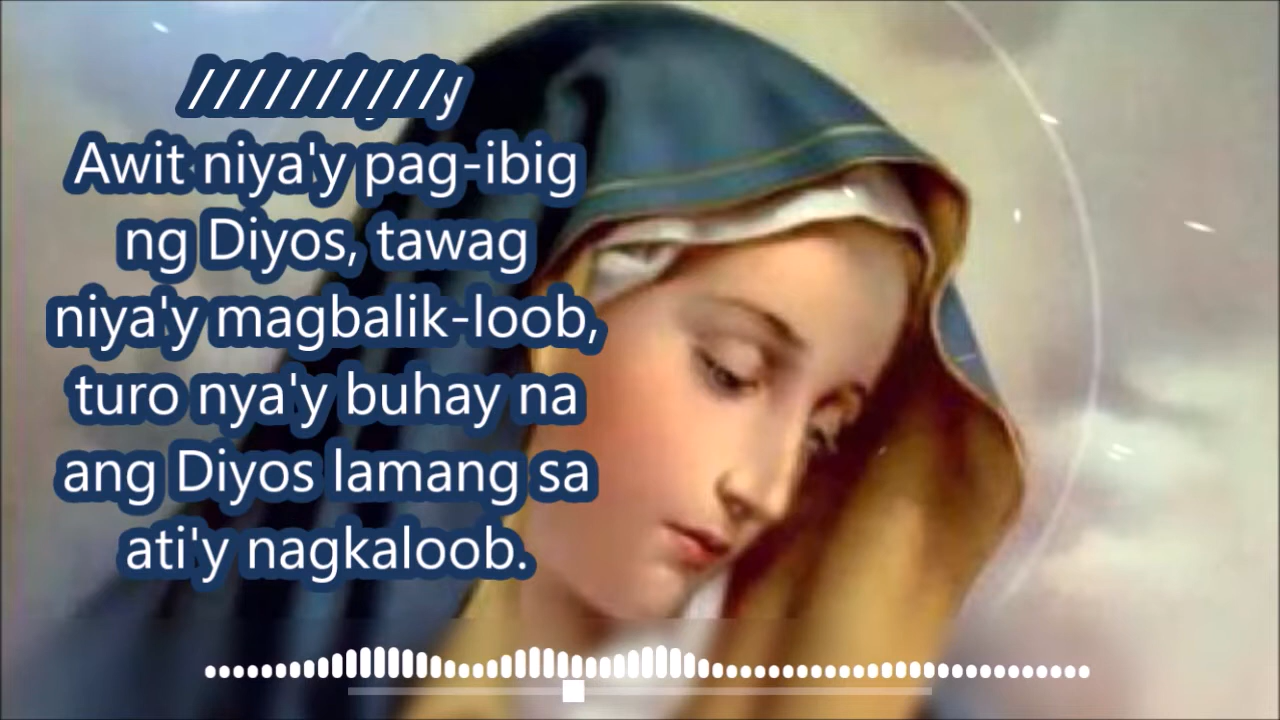 //////////y
Awit niya'y pag-ibig
ng Diyos, tawag
niya'y magbalik-loob,
turo nya'y buhay na
ang Diyos lamang sa
ati'y nagkaloob.